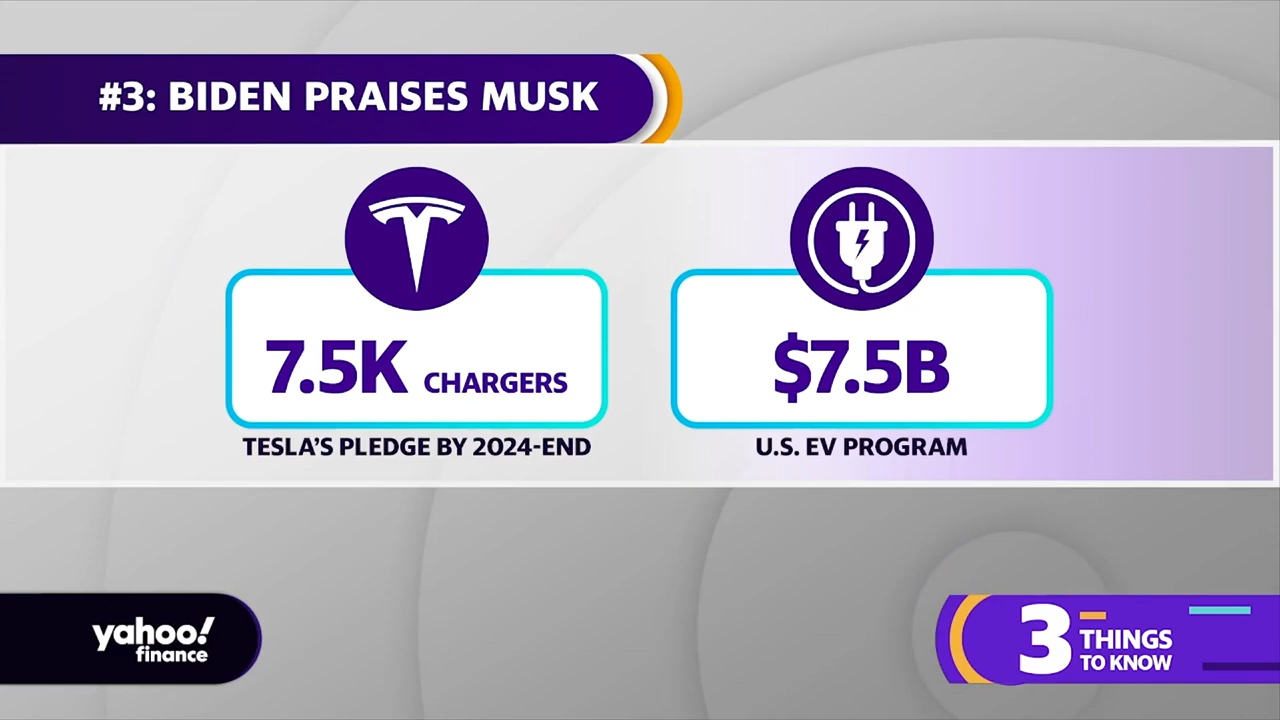 #3: BIDEN PRAISES MUSK
7.5K CHARGERS
TESLA'S PLEDGE BY 2024-END
$7.5B
U.S. EV PROGRAM
yahoo!
finance
3 THINGS
TO KNOW